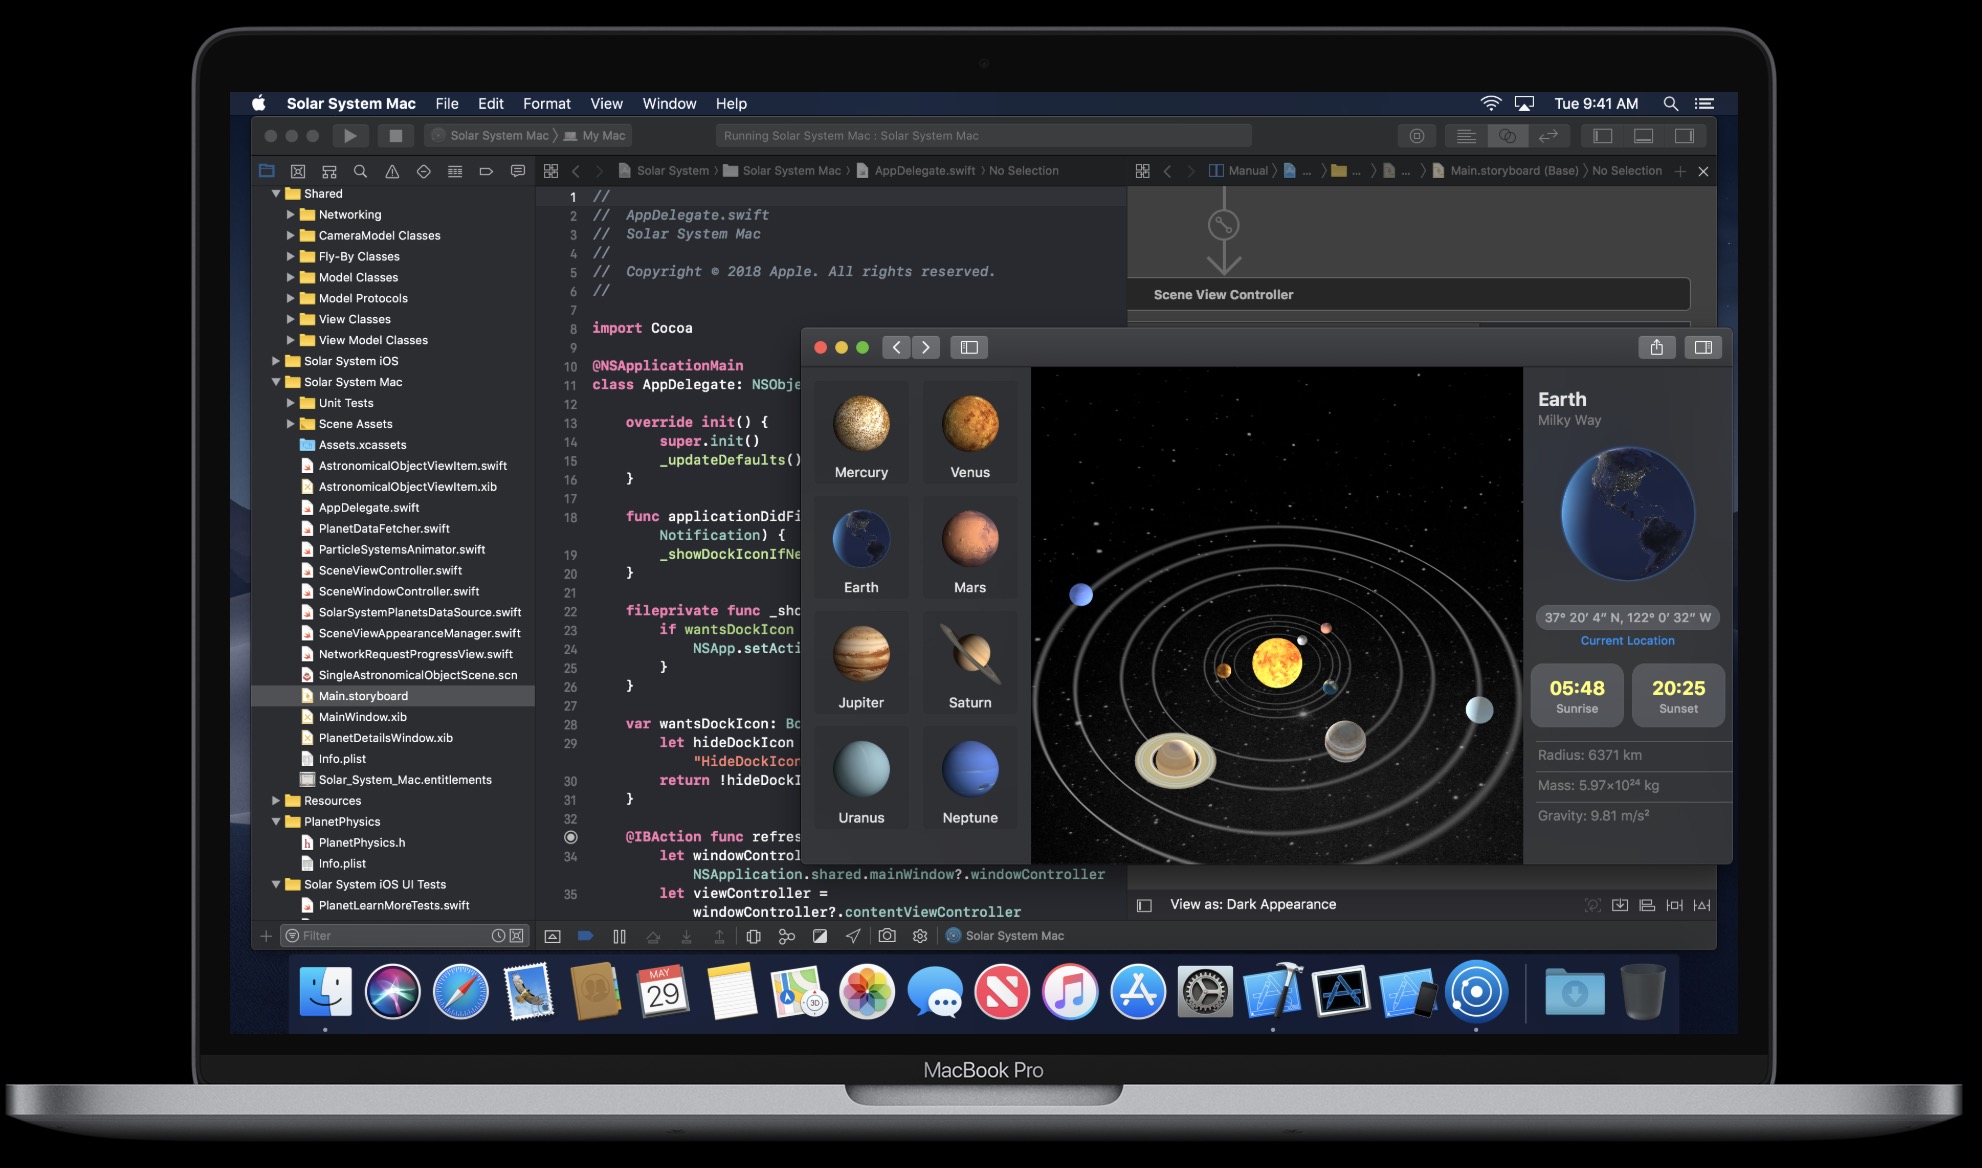 Solar System Mac File Edit Format View Window Help
Tue 9:41 AM
Solar System Mac My Mac
Running Solar System Mac : Solar System Mac
Solar System Solar System Mac AppDelegate.swift No Selection
Manual ... ... ... Main.storyboard (Base) No Selection
Shared
Networking
CameraModel Classes
Fly-By Classes
Model Classes
Model Protocols
View Classes
View Model Classes
Solar System iOS
Solar System Mac
Unit Tests
Scene Assets
Assets.xcassets
AstronomicalObjectViewItem.swift
AstronomicalObjectViewItem.xib
AppDelegate.swift
PlanetDataFetcher.swift
ParticleSystemsAnimator.swift
SceneViewController.swift
SceneWindowController.swift
SolarSystemPlanetsDataSource.swift
SceneViewAppearanceManager.swift
NetworkRequestProgressView.swift
SingleAstronomicalObjectScene.scn
Main.storyboard
MainWindow.xib
PlanetDetailsWindow.xib
Info.plist
Solar_System_Mac.entitlements
Resources
PlanetPhysics
PlanetPhysics.h
Info.plist
Solar System iOS UI Tests
PlanetLearnMoreTests.swift
Filter
1 //
2 // AppDelegate.swift
3 // Solar System Mac
4 //
5 // Copyright © 2018 Apple. All rights reserved.
6 //
7
8 import Cocoa
9
10 @NSApplicationMain
11 class AppDelegate: NSObje
12
13 override init() {
14 super.init()
15 _updateDefaults()
16 }
17
18 func applicationDidFi
Notification) {
19 _showDockIconIfNe
20 }
21
22 fileprivate func _sho
23 if wantsDockIcon
24 NSApp.setActi
25 }
26 }
27
28 var wantsDockIcon: Bo
29 let hideDockIcon
"HideDockIcon
30 return !hideDockI
31 }
32
@IBAction func refres
34 let windowControl
NSApplication.shared.mainWindow?.windowController
35 let viewController =
windowController?.contentViewController
Solar System Mac
Scene View Controller
View as: Dark Appearance
Mercury
Venus
Earth
Mars
Jupiter
Saturn
Uranus
Neptune
Earth
Milky Way
37° 20′ 4″ N, 122° 0′ 32″ W
Current Location
05:48
Sunrise
20:25
Sunset
Radius: 6371 km
Mass: 5.97×10²⁴ kg
Gravity: 9.81 m/s²
MAY
29
3D
MacBook Pro